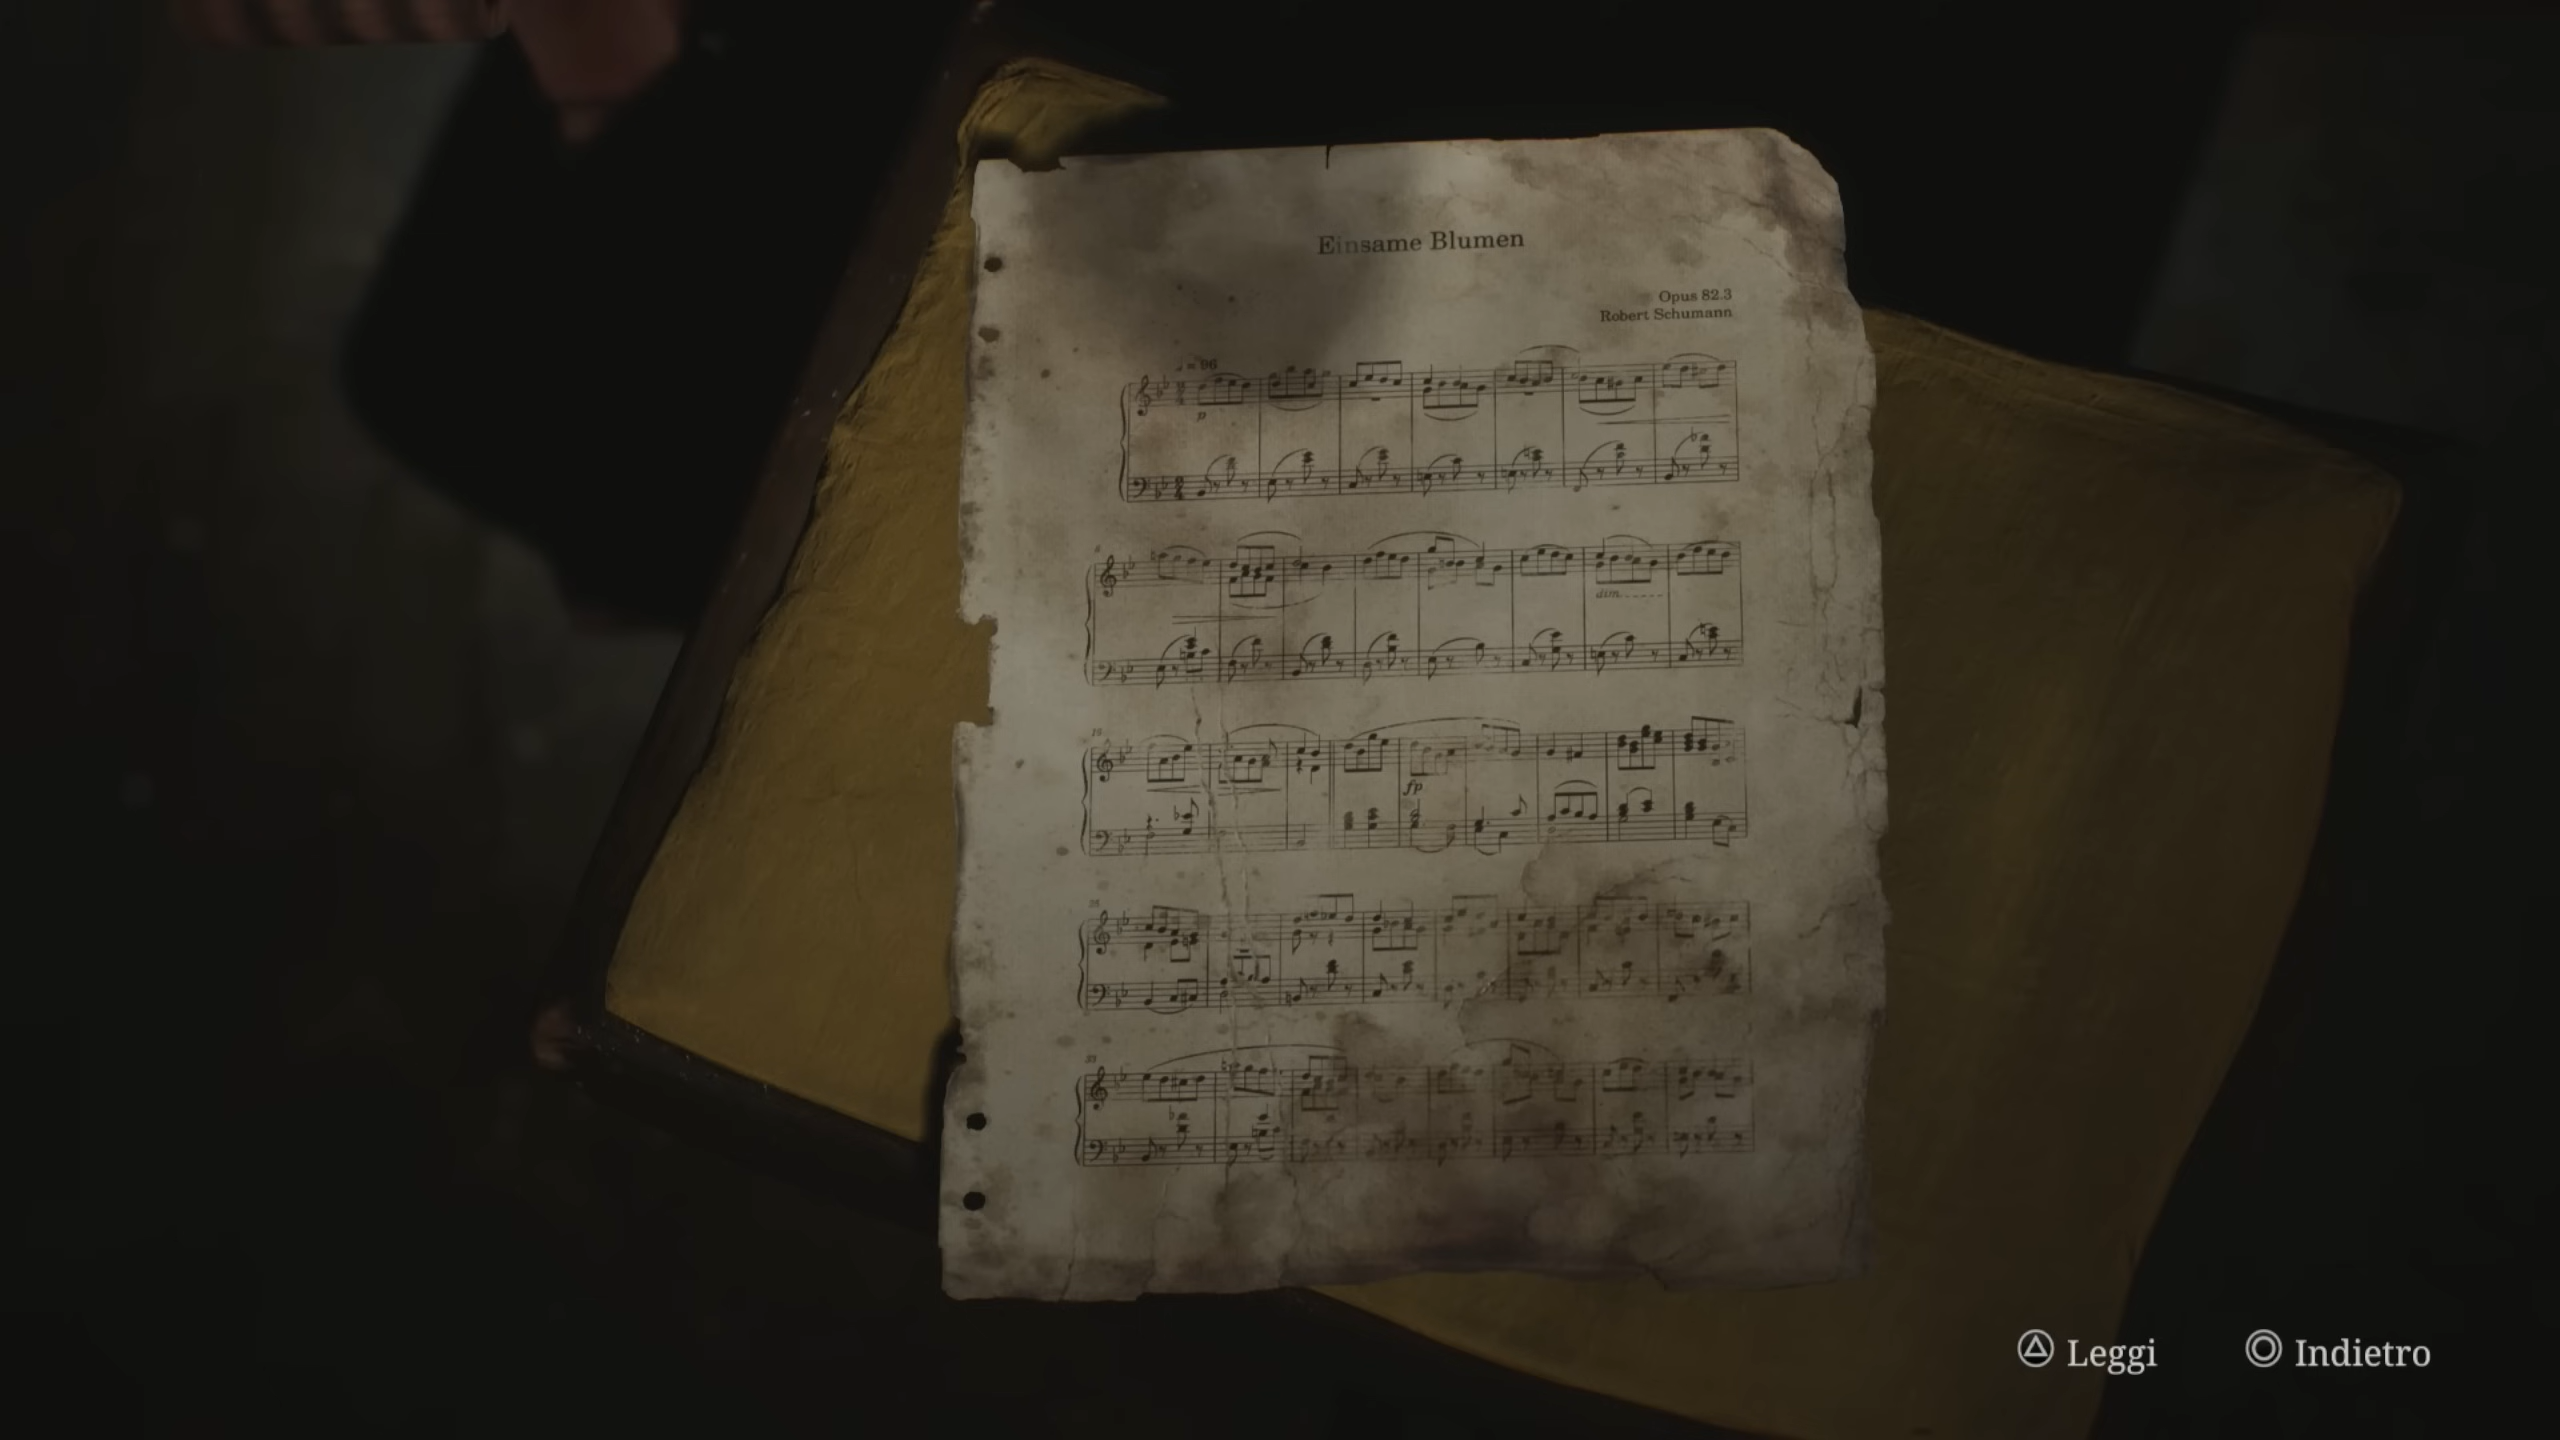 Einsame Blumen
Opus 82.3
Robert Schumann
= 96
p
dim.
fp
Leggi
Indietro